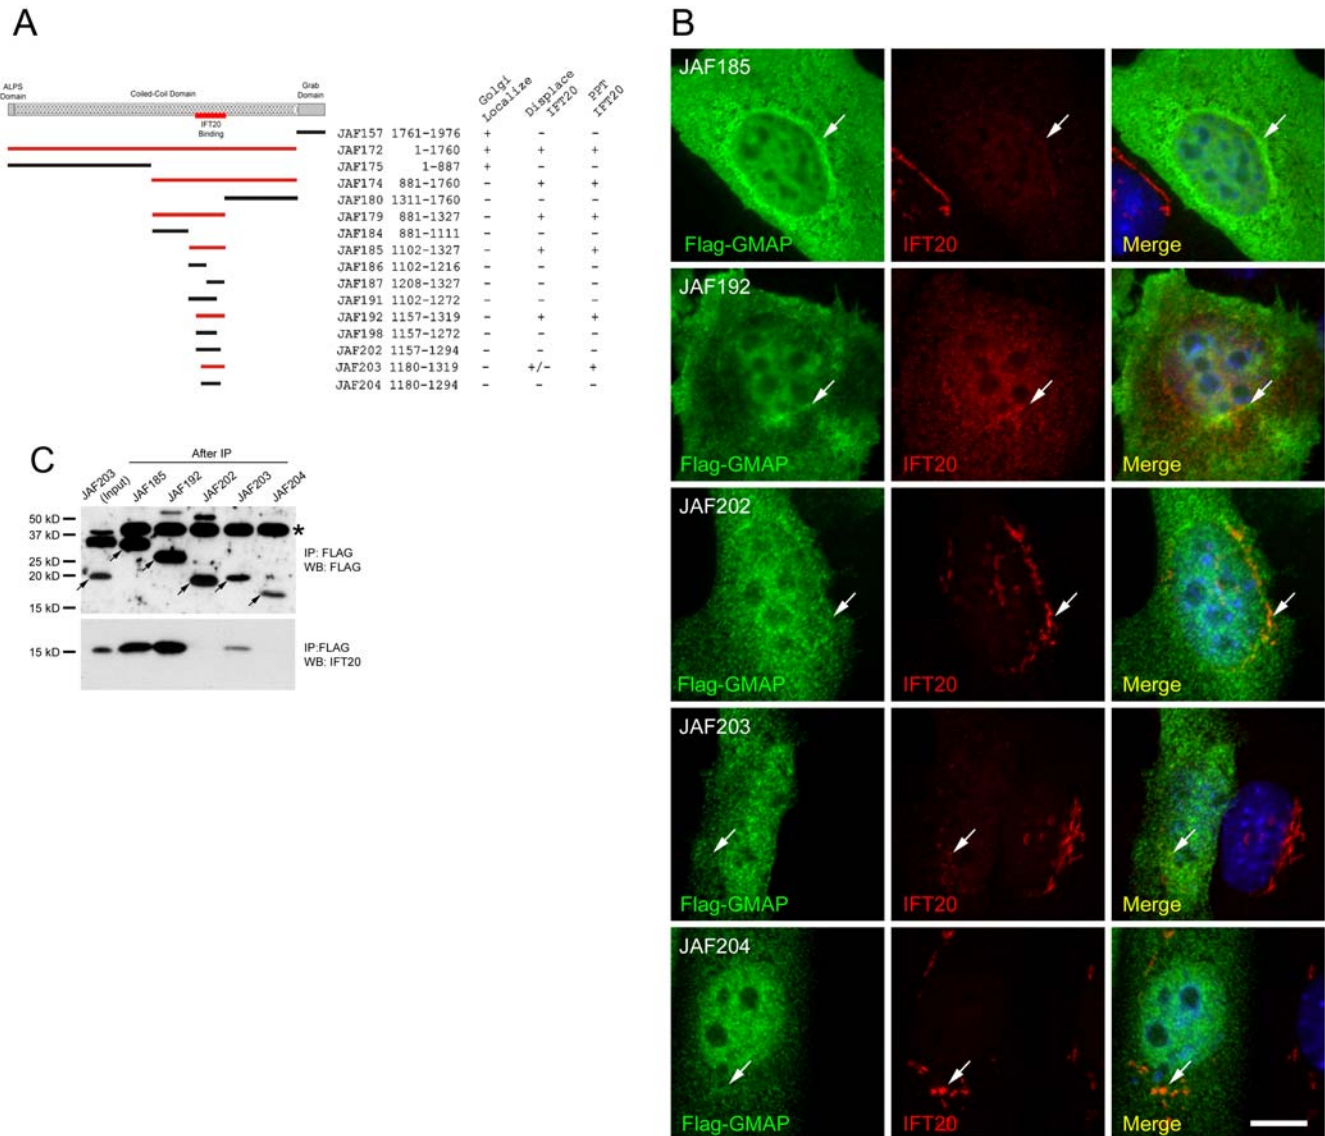 A
ALPS
Domain
Coiled-Coil Domain
Grab
Domain
IFT20
Binding
Golgi
Localize
Displace
IFT20
PPT
IFT20
JAF157 1761-1976 + - -
JAF172 1-1760 + + +
JAF175 1-887 + - -
JAF174 881-1760 - + +
JAF180 1311-1760 - - -
JAF179 881-1327 - + +
JAF184 881-1111 - - -
JAF185 1102-1327 - + +
JAF186 1102-1216 - - -
JAF187 1208-1327 - - -
JAF191 1102-1272 - - -
JAF192 1157-1319 - + +
JAF198 1157-1272 - - -
JAF202 1157-1294 - - -
JAF203 1180-1319 - +/- +
JAF204 1180-1294 - - -
B
JAF185
Flag-GMAP IFT20 Merge
JAF192
Flag-GMAP IFT20 Merge
JAF202
Flag-GMAP IFT20 Merge
JAF203
Flag-GMAP IFT20 Merge
JAF204
Flag-GMAP IFT20 Merge
C
After IP
JAF203
(Input)
JAF185
JAF192
JAF202
JAF203
JAF204
50 kD
37 kD
25 kD
20 kD
15 kD
*
IP: FLAG
WB: FLAG
15 kD
IP:FLAG
WB: IFT20